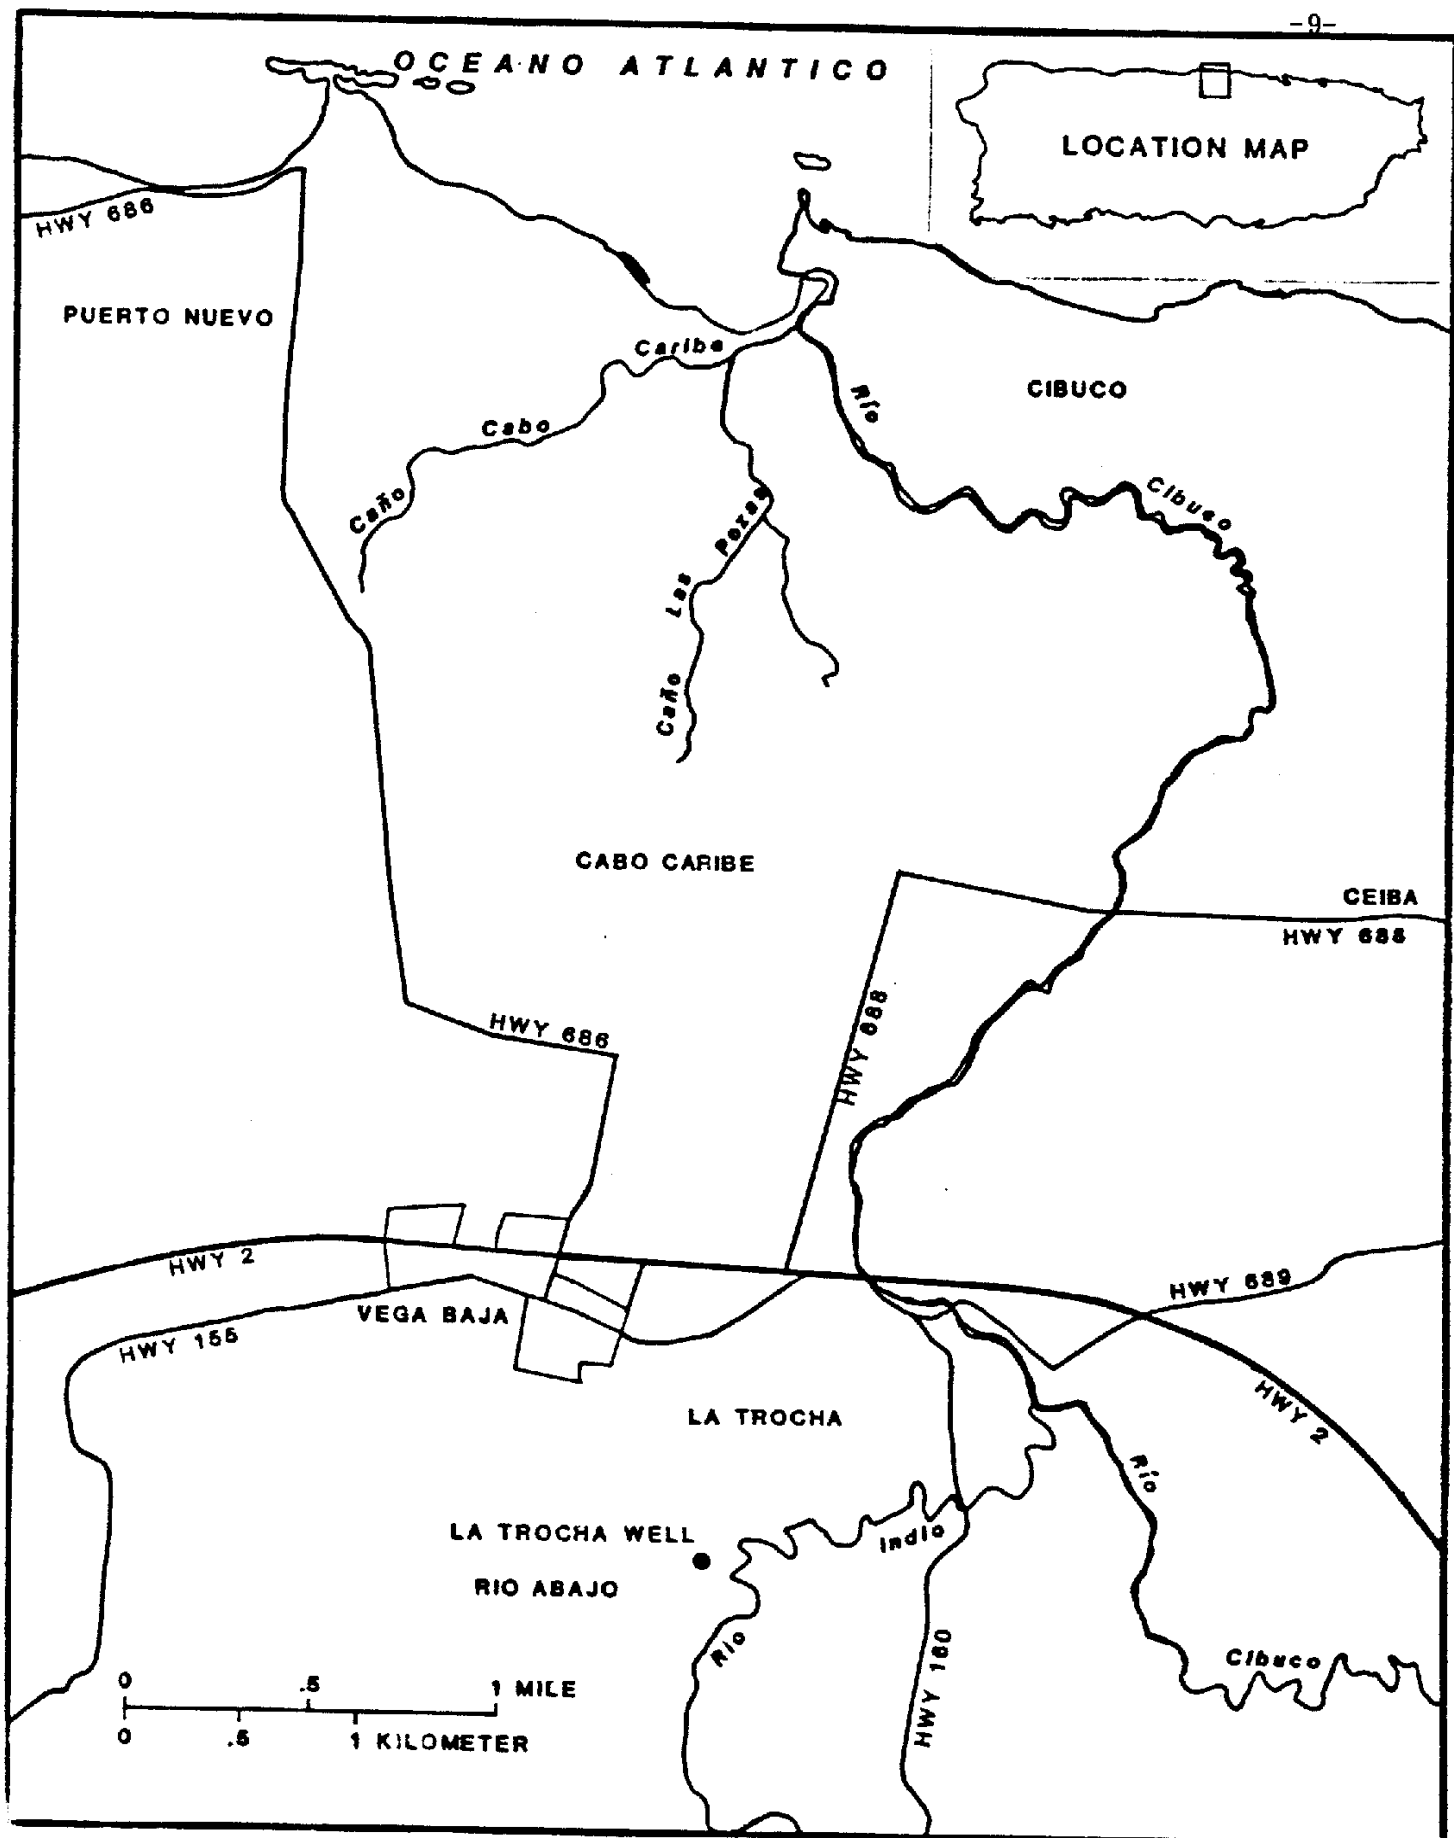 -9-
OCEANO ATLANTICO
LOCATION MAP
HWY 686
PUERTO NUEVO
Caño Cabo Caribe
Río Cibuco
CIBUCO
Caño Las Pozas
CABO CARIBE
CEIBA
HWY 688
HWY 688
HWY 686
HWY 2
HWY 689
VEGA BAJA
HWY 155
HWY 2
LA TROCHA
Río Cibuco
LA TROCHA WELL
Río Indio
RIO ABAJO
HWY 160
0 .5 1 MILE
0 .5 1 KILOMETER